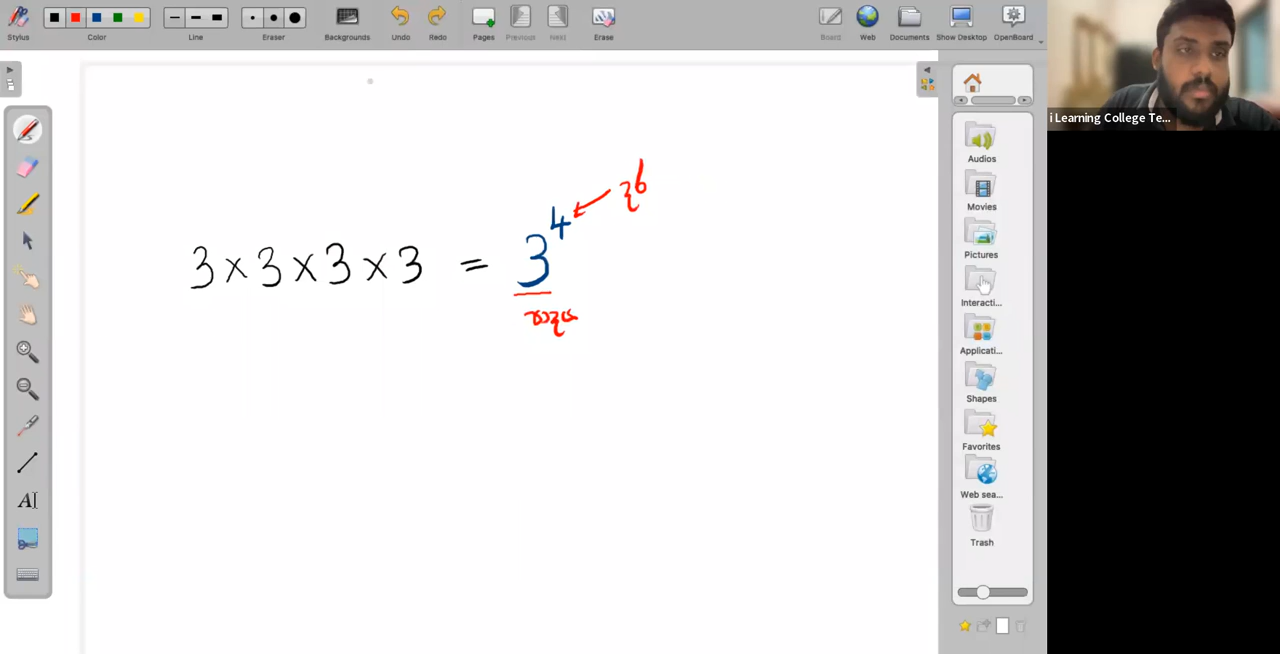 Stylus
Color
Line
Eraser
Backgrounds
Undo
Redo
Pages
Previous
Next
Erase
Board
Web
Documents
Show Desktop
OpenBoard
i Learning College Te...
3 × 3 × 3 × 3 = 3⁴
Audios
Movies
Pictures
Interacti...
Applicati...
Shapes
Favorites
Web sea...
Trash